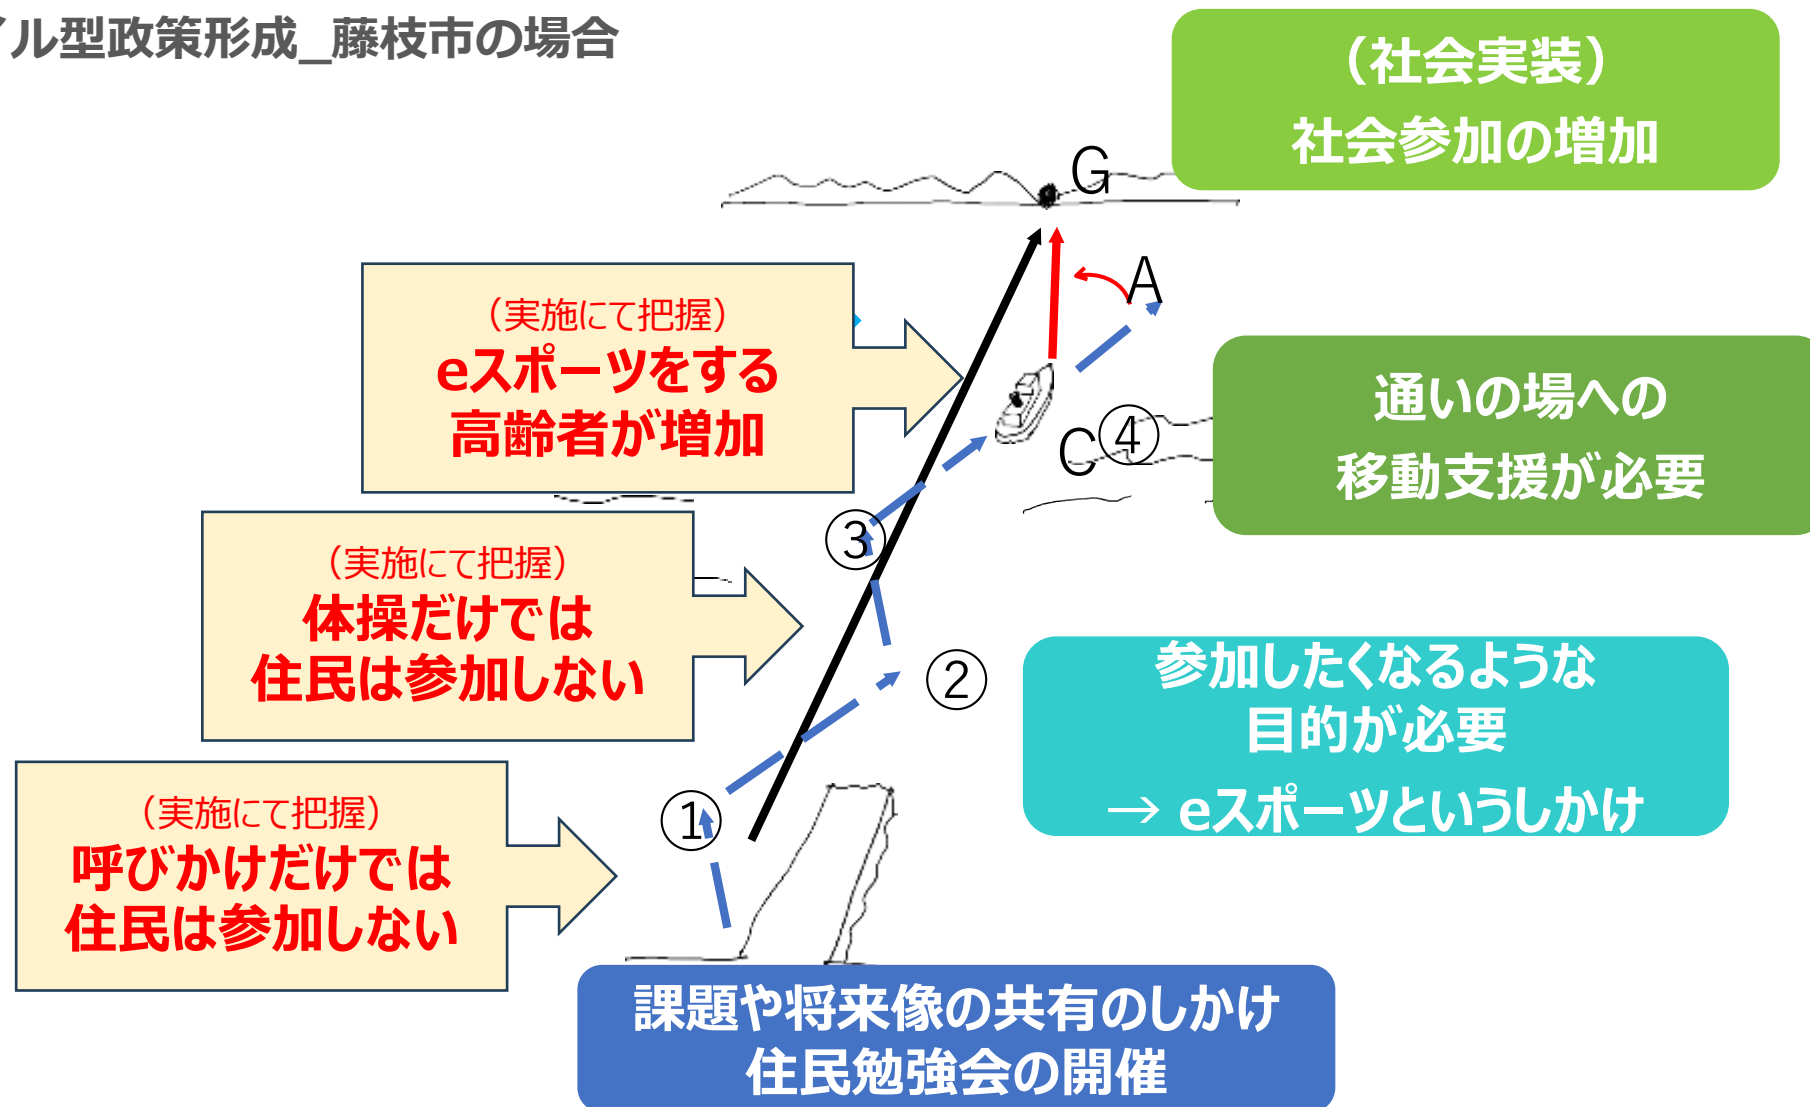 ル型政策形成_藤枝市の場合
（社会実装）
社会参加の増加
G
A
（実施にて把握）
eスポーツをする
高齢者が増加
通いの場への
移動支援が必要
C
④
③
（実施にて把握）
体操だけでは
住民は参加しない
②
参加したくなるような
目的が必要
→ eスポーツというしかけ
①
（実施にて把握）
呼びかけだけでは
住民は参加しない
課題や将来像の共有のしかけ
住民勉強会の開催